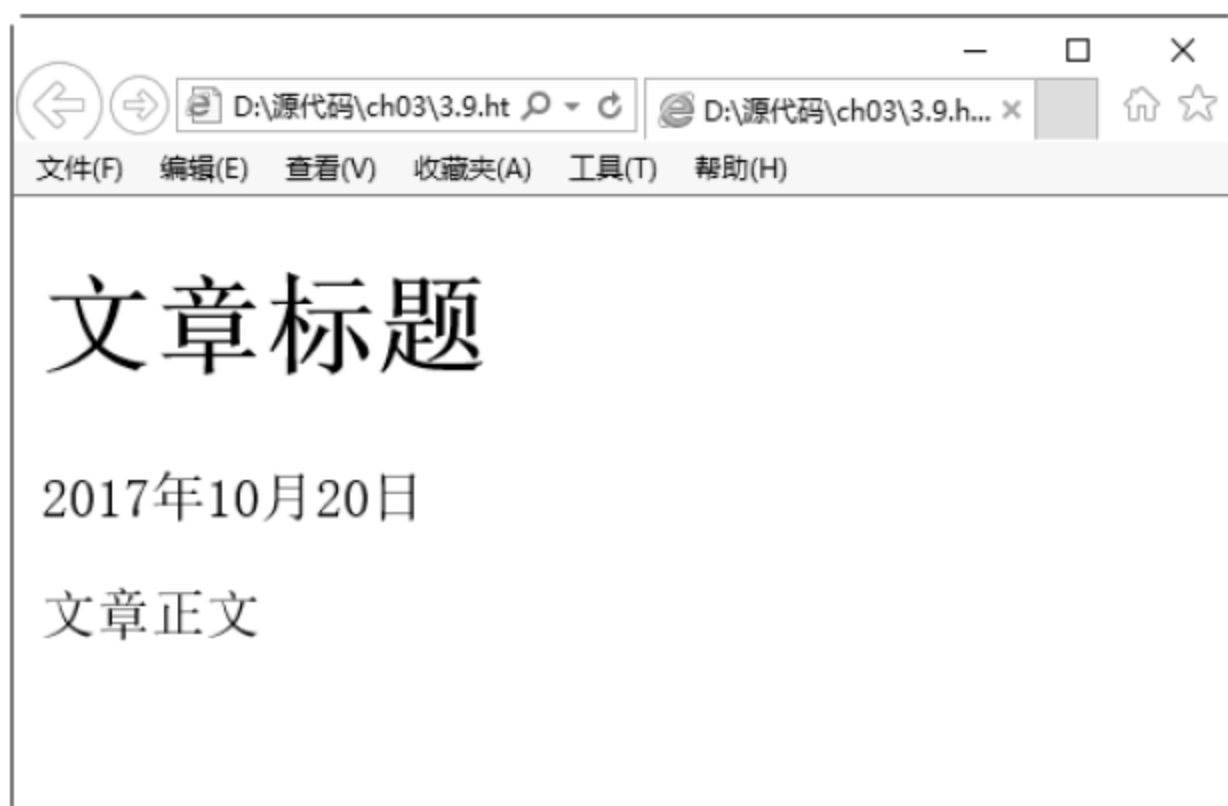 D:\源代码\ch03\3.9.ht D:\源代码\ch03\3.9.h...
文件(F) 编辑(E) 查看(V) 收藏夹(A) 工具(T) 帮助(H)
文章标题
2017年10月20日
文章正文